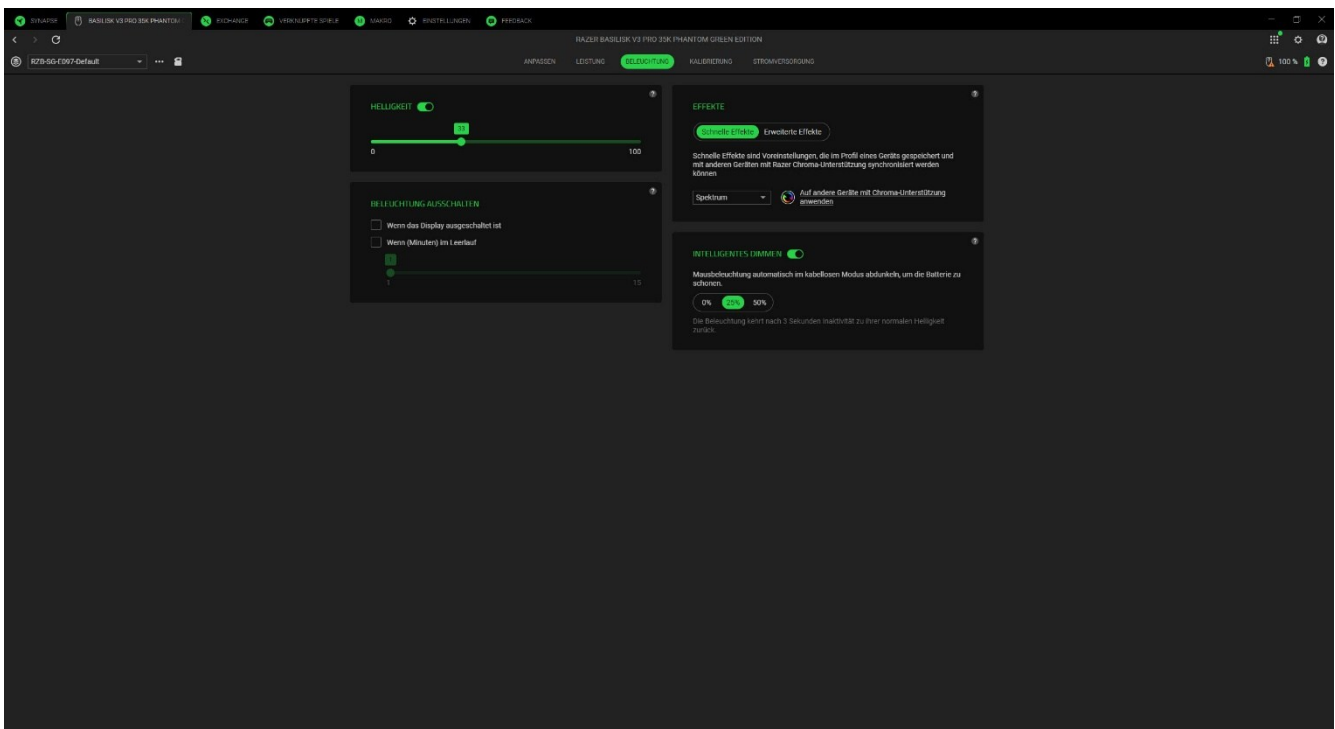 SYNAPSE
BASILISK V3 PRO 35K PHANTOM
EXCHANGE
VERKNÜPFTE SPIELE
MAKRO
EINSTELLUNGEN
FEEDBACK
RAZER BASILISK V3 PRO 35K PHANTOM GREEN EDITION
ANPASSEN
LEISTUNG
BELEUCHTUNG
KALIBRIERUNG
STROMVERSORGUNG
100 %
HELLIGKEIT
33
0
100
BELEUCHTUNG AUSSCHALTEN
Wenn das Display ausgeschaltet ist
Wenn (Minuten) im Leerlauf
1
1
15
EFFEKTE
Schnelle Effekte
Erweiterte Effekte
Schnelle Effekte sind Voreinstellungen, die im Profil eines Geräts gespeichert und
mit anderen Geräten mit Razer Chroma-Unterstützung synchronisiert werden
können
Spektrum
Auf andere Geräte mit Chroma-Unterstützung
anwenden
INTELLIGENTES DIMMEN
Mausbeleuchtung automatisch im kabellosen Modus abdunkeln, um die Batterie zu
schonen.
0%
25%
50%
Die Beleuchtung kehrt nach 3 Sekunden Inaktivität zu ihrer normalen Helligkeit
zurück.